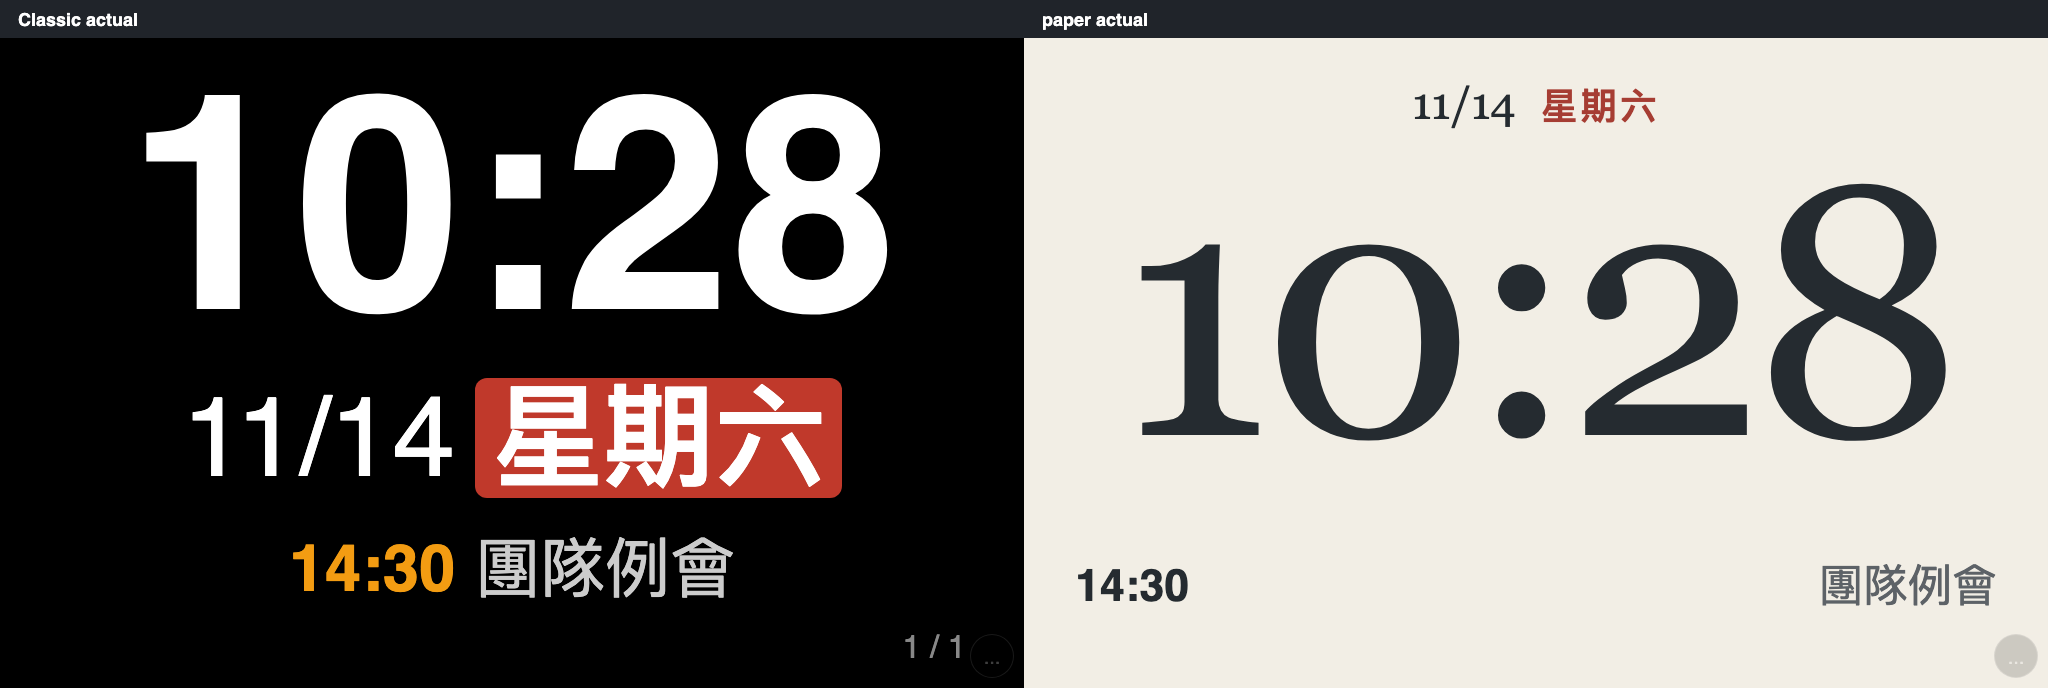 Classic actual
10:28
11/14 星期六
14:30 團隊例會
1 / 1
...
paper actual
11/14 星期六
10:28
14:30 團隊例會
...